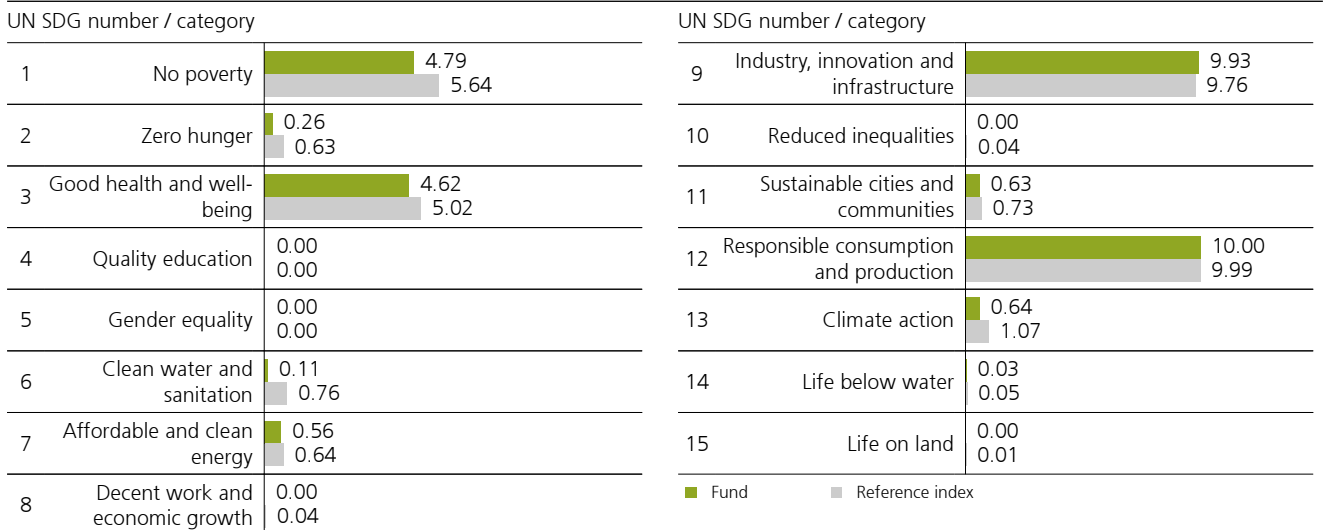 UN SDG number / category
1
No poverty
4.79
5.64
2
Zero hunger
0.26
0.63
3
Good health and well-
being
4.62
5.02
4
Quality education
0.00
0.00
5
Gender equality
0.00
0.00
6
Clean water and
sanitation
0.11
0.76
7
Affordable and clean
energy
0.56
0.64
8
Decent work and
economic growth
0.00
0.04
UN SDG number / category
9
Industry, innovation and
infrastructure
9.93
9.76
10
Reduced inequalities
0.00
0.04
11
Sustainable cities and
communities
0.63
0.73
12
Responsible consumption
and production
10.00
9.99
13
Climate action
0.64
1.07
14
Life below water
0.03
0.05
15
Life on land
0.00
0.01
Fund
Reference index